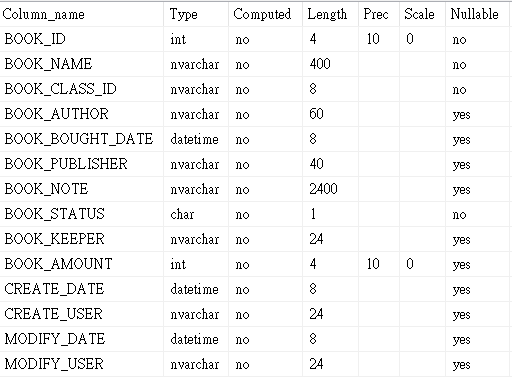 Column_name Type Computed Length Prec Scale Nullable
BOOK_ID int no 4 10 0 no
BOOK_NAME nvarchar no 400 no
BOOK_CLASS_ID nvarchar no 8 no
BOOK_AUTHOR nvarchar no 60 yes
BOOK_BOUGHT_DATE datetime no 8 yes
BOOK_PUBLISHER nvarchar no 40 yes
BOOK_NOTE nvarchar no 2400 yes
BOOK_STATUS char no 1 no
BOOK_KEEPER nvarchar no 24 yes
BOOK_AMOUNT int no 4 10 0 yes
CREATE_DATE datetime no 8 yes
CREATE_USER nvarchar no 24 yes
MODIFY_DATE datetime no 8 yes
MODIFY_USER nvarchar no 24 yes